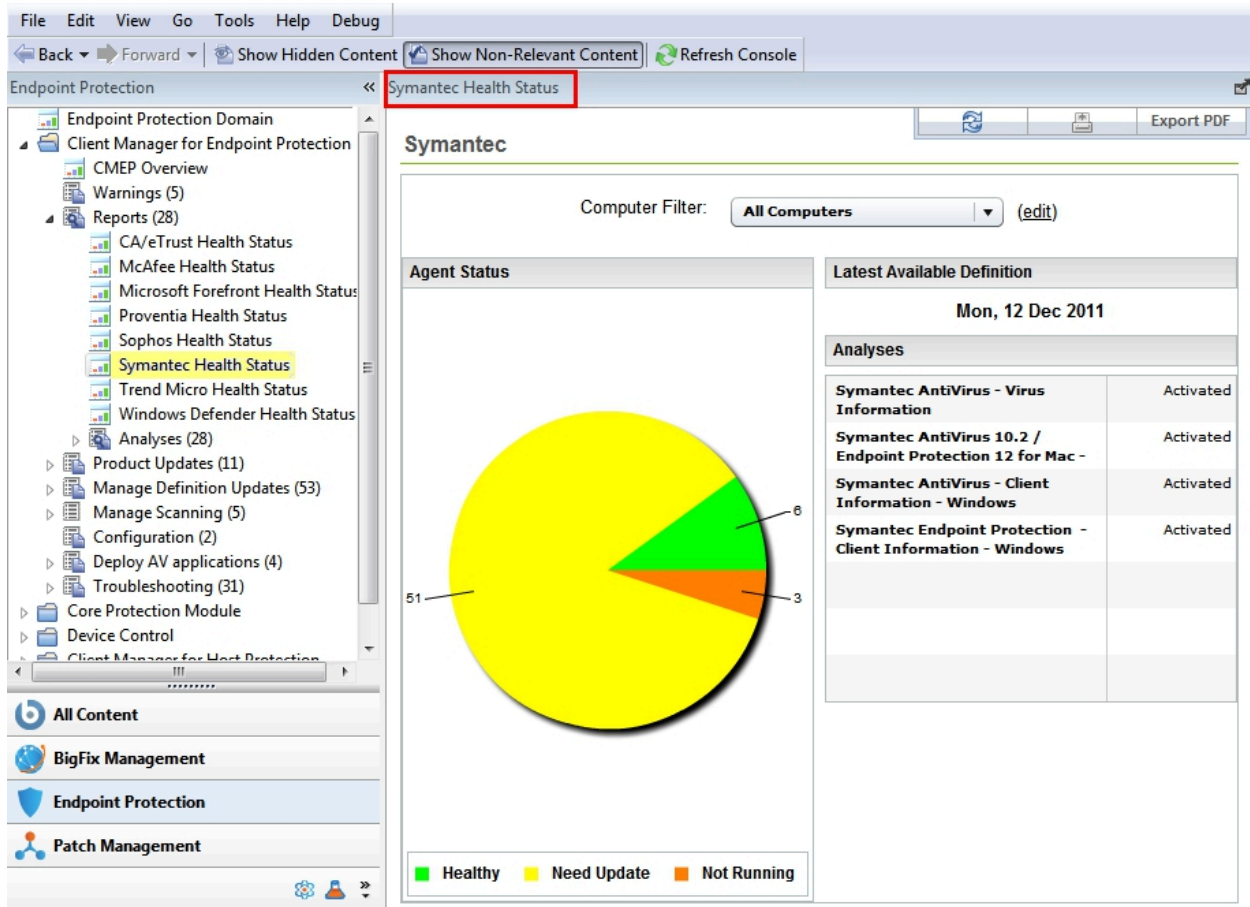 File Edit View Go Tools Help Debug
Back Forward Show Hidden Content Show Non-Relevant Content Refresh Console
Endpoint Protection
Endpoint Protection Domain
Client Manager for Endpoint Protection
CMEP Overview
Warnings (5)
Reports (28)
CA/eTrust Health Status
McAfee Health Status
Microsoft Forefront Health Status
Proventia Health Status
Sophos Health Status
Symantec Health Status
Trend Micro Health Status
Windows Defender Health Status
Analyses (28)
Product Updates (11)
Manage Definition Updates (53)
Manage Scanning (5)
Configuration (2)
Deploy AV applications (4)
Troubleshooting (31)
Core Protection Module
Device Control
Client Manager for Host Protection
All Content
BigFix Management
Endpoint Protection
Patch Management
Symantec Health Status
Export PDF
Symantec
Computer Filter: All Computers (edit)
Agent Status
6
51
3
Healthy Need Update Not Running
Latest Available Definition
Mon, 12 Dec 2011
Analyses
Symantec AntiVirus - Virus Activated
Information
Symantec AntiVirus 10.2 / Activated
Endpoint Protection 12 for Mac -
Symantec AntiVirus - Client Activated
Information - Windows
Symantec Endpoint Protection - Activated
Client Information - Windows